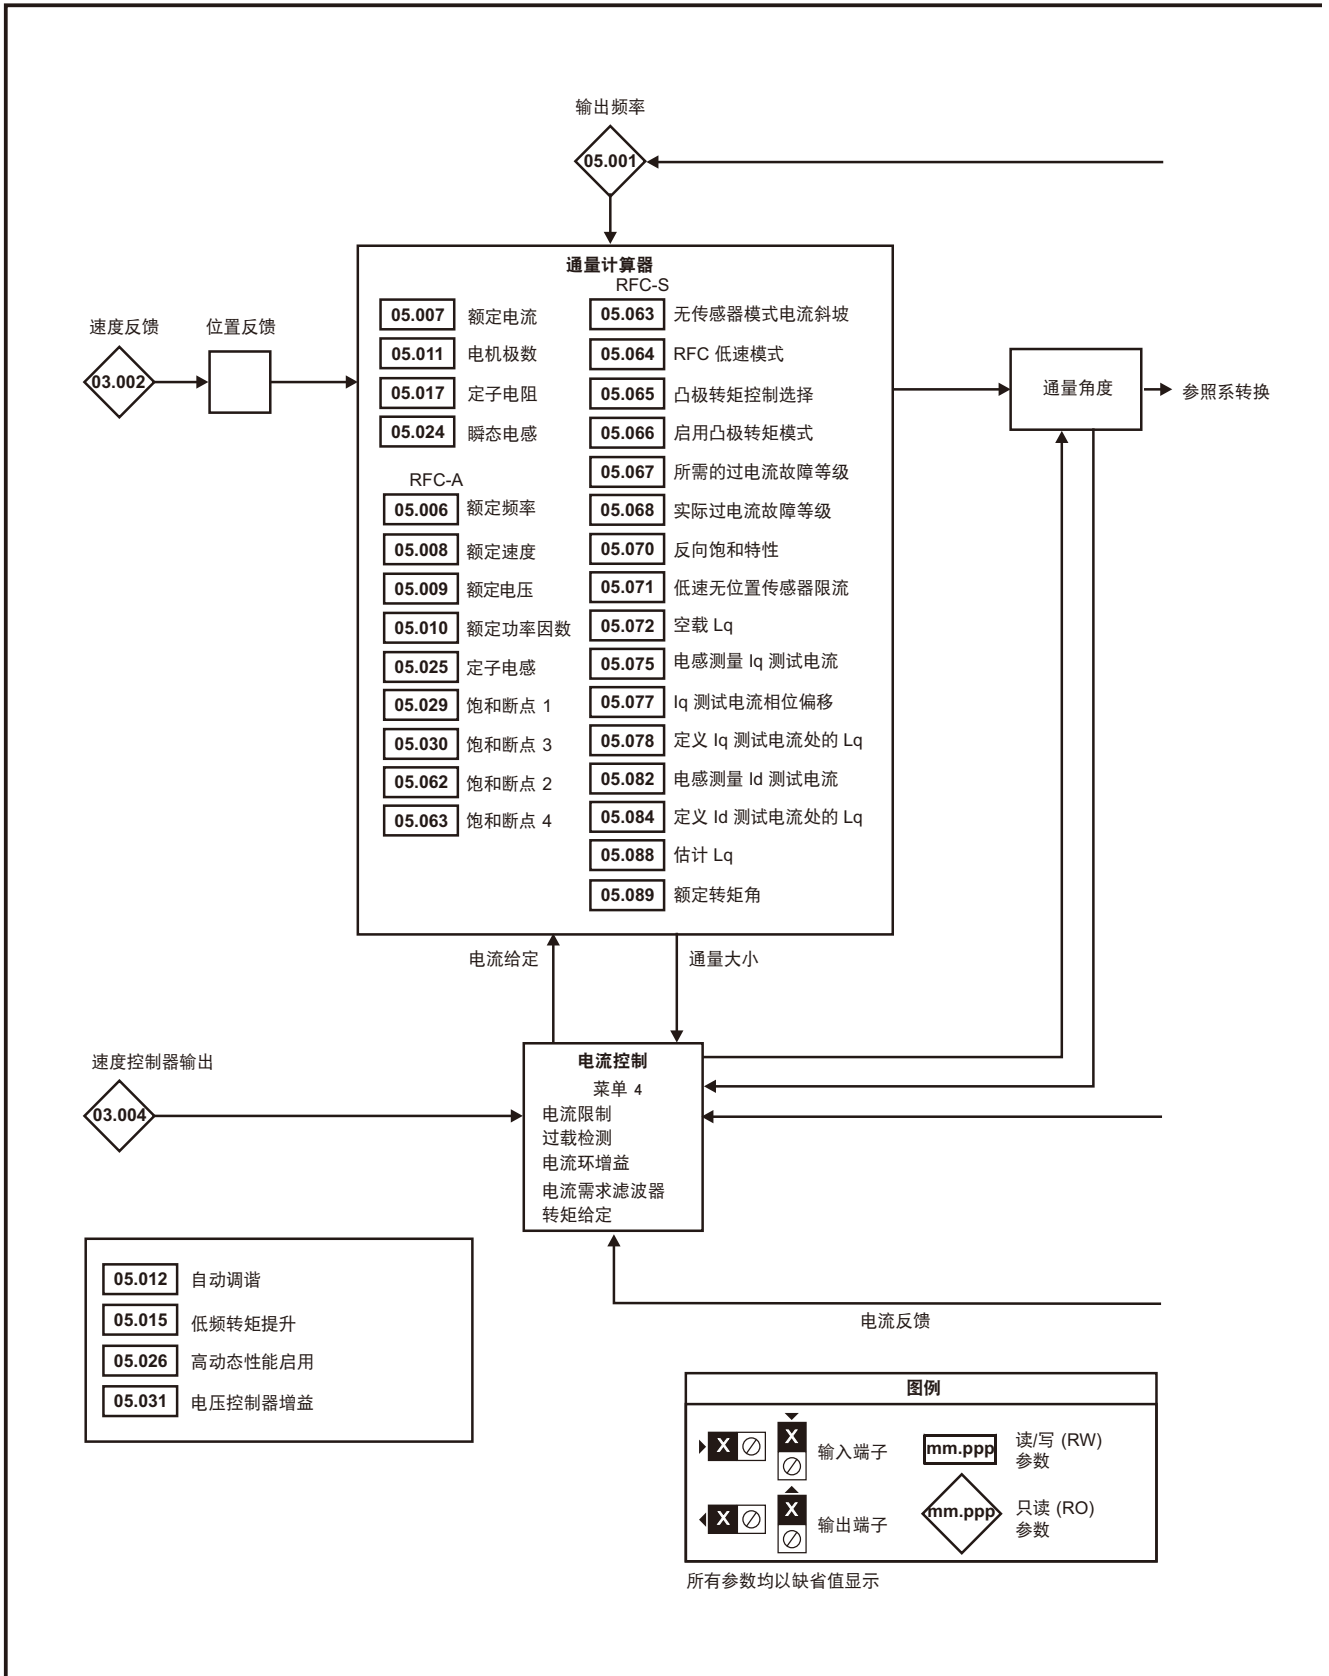 输出频率
05.001
通量计算器
RFC-S
05.007 额定电流
05.011 电机极数
05.017 定子电阻
05.024 瞬态电感
RFC-A
05.006 额定频率
05.008 额定速度
05.009 额定电压
05.010 额定功率因数
05.025 定子电感
05.029 饱和断点 1
05.030 饱和断点 3
05.062 饱和断点 2
05.063 饱和断点 4
05.063 无传感器模式电流斜坡
05.064 RFC 低速模式
05.065 凸极转矩控制选择
05.066 启用凸极转矩模式
05.067 所需的过电流故障等级
05.068 实际过电流故障等级
05.070 反向饱和特性
05.071 低速无位置传感器限流
05.072 空载 Lq
05.075 电感测量 Iq 测试电流
05.077 Iq 测试电流相位偏移
05.078 定义 Iq 测试电流处的 Lq
05.082 电感测量 Id 测试电流
05.084 定义 Id 测试电流处的 Lq
05.088 估计 Lq
05.089 额定转矩角
速度反馈
03.002
位置反馈
通量角度
参照系转换
电流给定
通量大小
速度控制器输出
03.004
电流控制
菜单 4
电流限制
过载检测
电流环增益
电流需求滤波器
转矩给定
电流反馈
05.012 自动调谐
05.015 低频转矩提升
05.026 高动态性能启用
05.031 电压控制器增益
图例
X
X
输入端子
mm.ppp
读/写 (RW)
参数
X
X
输出端子
mm.ppp
只读 (RO)
参数
所有参数均以缺省值显示